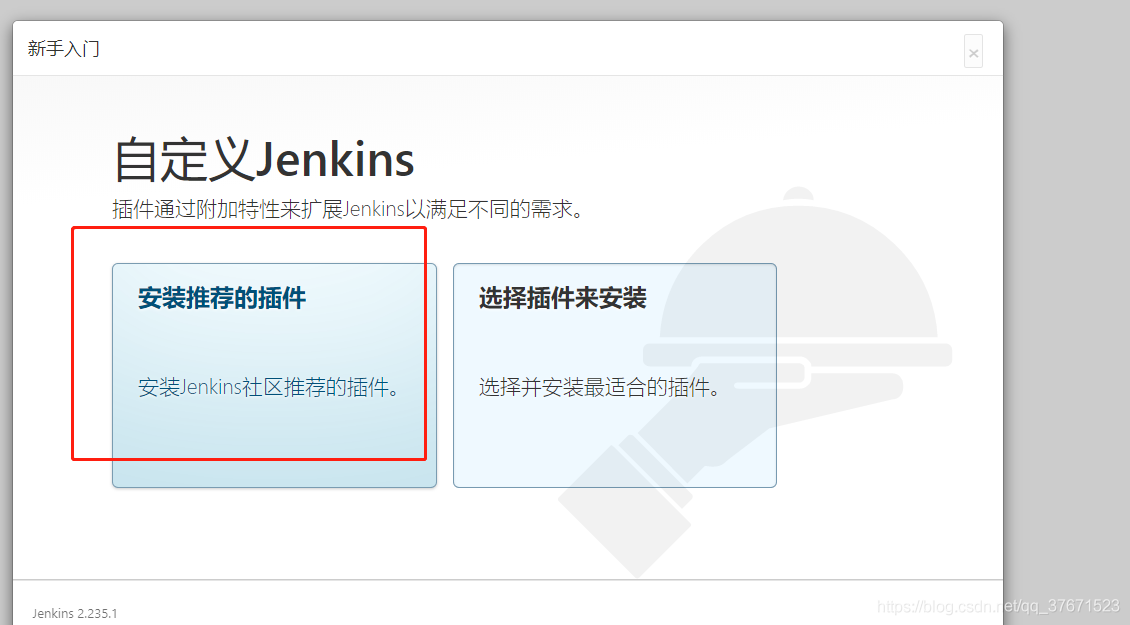 新手入门
×
自定义Jenkins
插件通过附加特性来扩展Jenkins以满足不同的需求。
安装推荐的插件
安装Jenkins社区推荐的插件。
选择插件来安装
选择并安装最适合的插件。
Jenkins 2.235.1
https://blog.csdn.net/qq_37671523